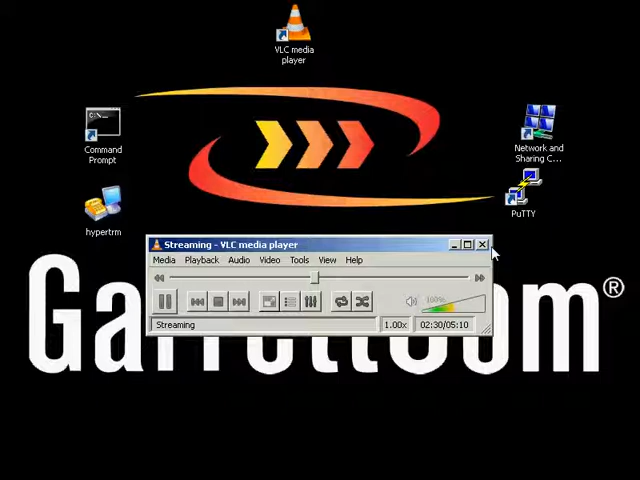 VLC media
player
C:\_
Command
Prompt
Network and
Sharing C...
PuTTY
hypertrm
Streaming - VLC media player
Media Playback Audio Video Tools View Help
100%
Streaming 1.00x 02:30/05:10
GarrettCom®